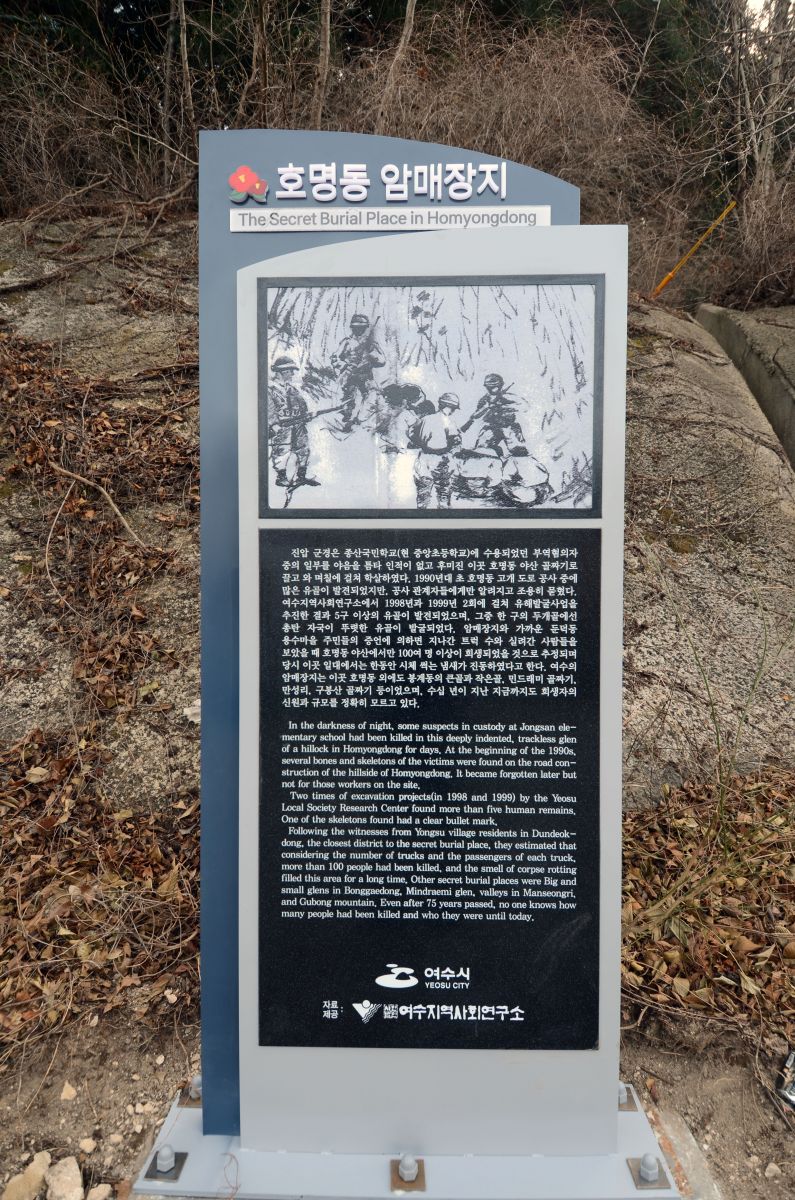 호명동 암매장지
The Secret Burial Place in Homyongdong
진압 군경은 종산국민학교(현 중앙초등학교)에 수용되었던 부역혐의자
중의 일부를 야음을 틈타 인적이 없고 후미진 이곳 호명동 야산 골짜기로
끌고 와 며칠에 걸쳐 학살하였다. 1990년대 초 호명동 고개 도로 공사 중에
많은 유골이 발견되었지만, 공사 관계자들에게만 알려지고 조용히 묻혔다.
여수지역사회연구소에서 1998년과 1999년 2회에 걸쳐 유해발굴사업을
추진한 결과 5구 이상의 유골이 발견되었으며, 그중 한 구의 두개골에선
총탄 자국이 뚜렷한 유골이 발굴되었다. 암매장지와 가까운 둔덕동
용수마을 주민들의 증언에 의하면 지나간 트럭 수와 실려간 사람들을
보았을 때 호명동 야산에서만 100여 명 이상이 희생되었을 것으로 추정되며
당시 이곳 일대에서는 한동안 시체 썩는 냄새가 진동하였다고 한다. 여수의
암매장지는 이곳 호명동 외에도 봉계동의 큰골과 작은골, 민드래미 골짜기,
만성리, 구봉산 골짜기 등이었으며, 수십 년이 지난 지금까지도 희생자의
신원과 규모를 정확히 모르고 있다.
In the darkness of night, some suspects in custody at Jongsan ele-
mentary school had been killed in this deeply indented, trackless glen
of a hillock in Homyongdong for days. At the beginning of the 1990s,
several bones and skeletons of the victims were found on the road con-
struction of the hillside of Homyongdong. It became forgotten later but
not for those workers on the site.
Two times of excavation projects(in 1998 and 1999) by the Yeosu
Local Society Research Center found more than five human remains.
One of the skeletons found had a clear bullet mark.
Following the witnesses from Yongsu village residents in Dundeok-
dong, the closest district to the secret burial place, they estimated that
considering the number of trucks and the passengers of each truck,
more than 100 people had been killed, and the smell of corpse rotting
filled this area for a long time. Other secret burial places were Big and
small glens in Bonggaedong, Mindraemi glen, valleys in Manseongri,
and Gubong mountain. Even after 75 years passed, no one knows how
many people had been killed and who they were until today.
여수시
YEOSU CITY
자료
제공 : 여수지역사회연구소